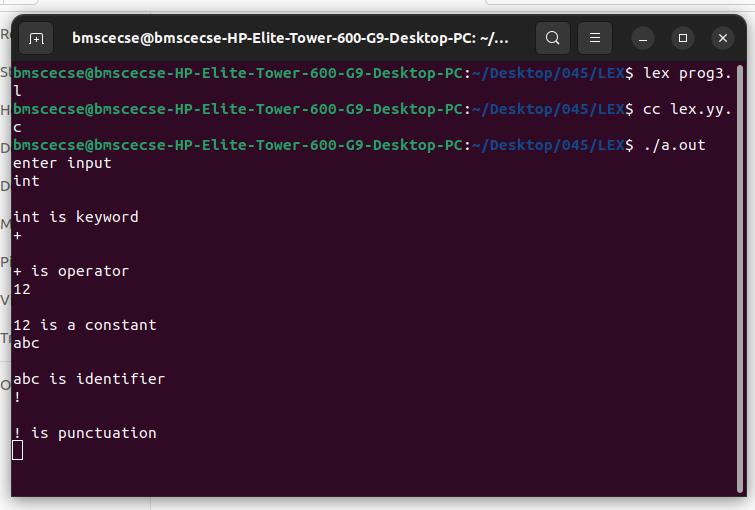 bmscecse@bmscecse-HP-Elite-Tower-600-G9-Desktop-PC: ~/...
bmscecse@bmscecse-HP-Elite-Tower-600-G9-Desktop-PC:~/Desktop/045/LEX$ lex prog3.
l
bmscecse@bmscecse-HP-Elite-Tower-600-G9-Desktop-PC:~/Desktop/045/LEX$ cc lex.yy.
c
bmscecse@bmscecse-HP-Elite-Tower-600-G9-Desktop-PC:~/Desktop/045/LEX$ ./a.out
enter input
int
int is keyword
+
+ is operator
12
12 is a constant
abc
abc is identifier
!
! is punctuation